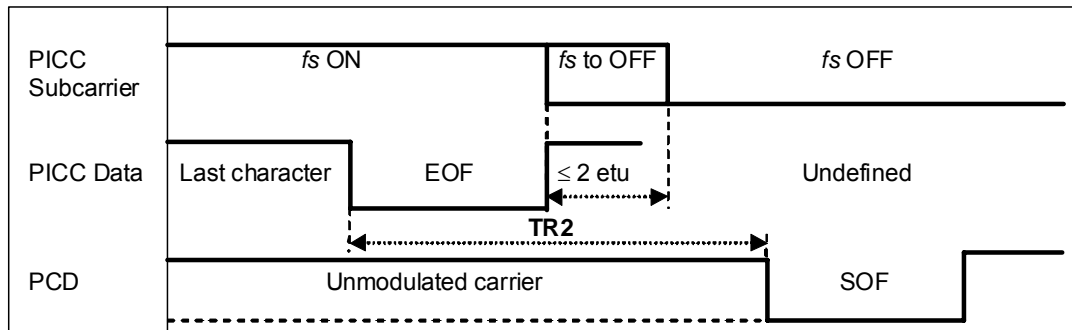 PICC Subcarrier
fs ON
fs to OFF
fs OFF
PICC Data
Last character
EOF
≤ 2 etu
Undefined
TR2
PCD
Unmodulated carrier
SOF